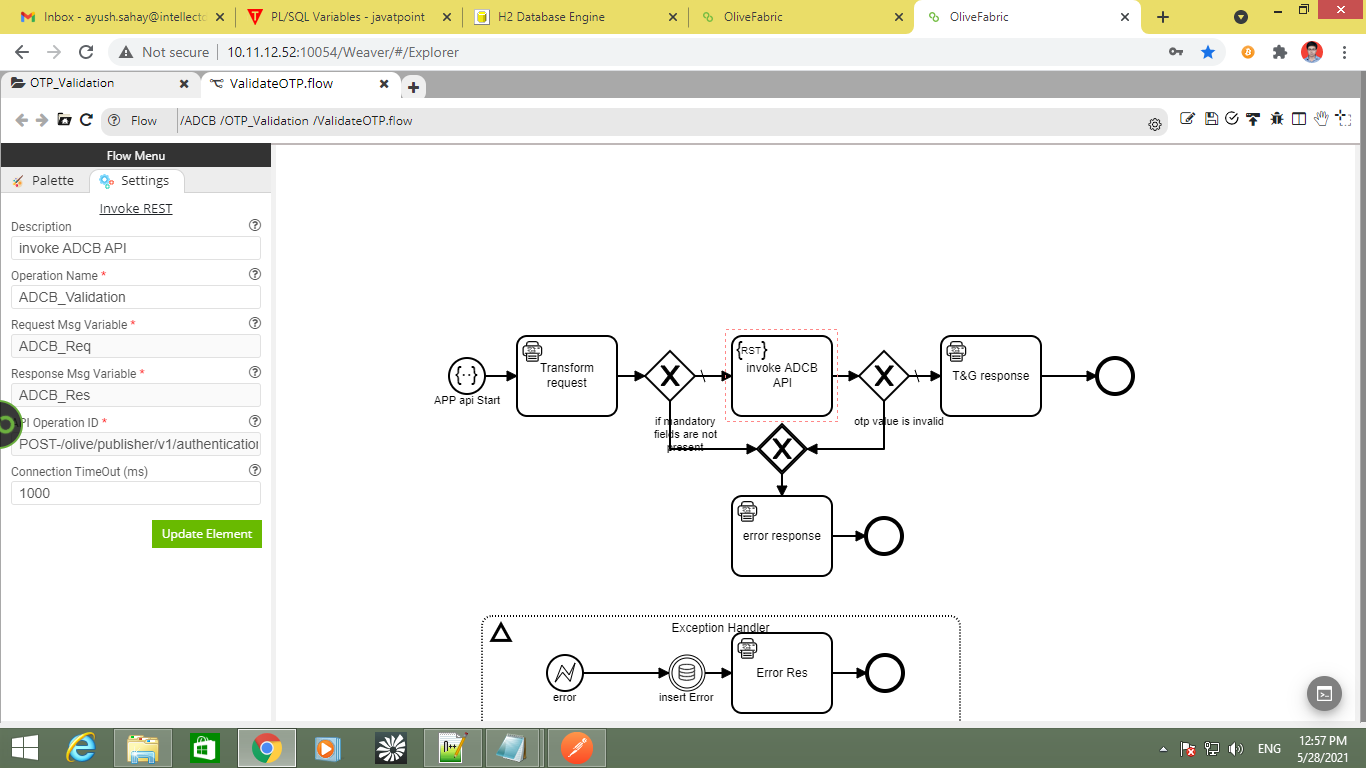 Inbox - ayush.sahay@intellectd
PL/SQL Variables - javatpoint
H2 Database Engine
OliveFabric
OliveFabric
Not secure 10.11.12.52:10054/Weaver/#/Explorer
OTP_Validation
ValidateOTP.flow
Flow /ADCB /OTP_Validation /ValidateOTP.flow
Flow Menu
Palette
Settings
Invoke REST
Description
invoke ADCB API
Operation Name *
ADCB_Validation
Request Msg Variable *
ADCB_Req
Response Msg Variable *
ADCB_Res
API Operation ID *
POST-/olive/publisher/v1/authentication
Connection TimeOut (ms)
1000
Update Element
APP api Start
Transform
request
if mandatory
fields are not
present
{RST}
invoke ADCB
API
otp value is invalid
T&G response
error response
Exception Handler
error
insert Error
Error Res
ENG
12:57 PM
5/28/2021